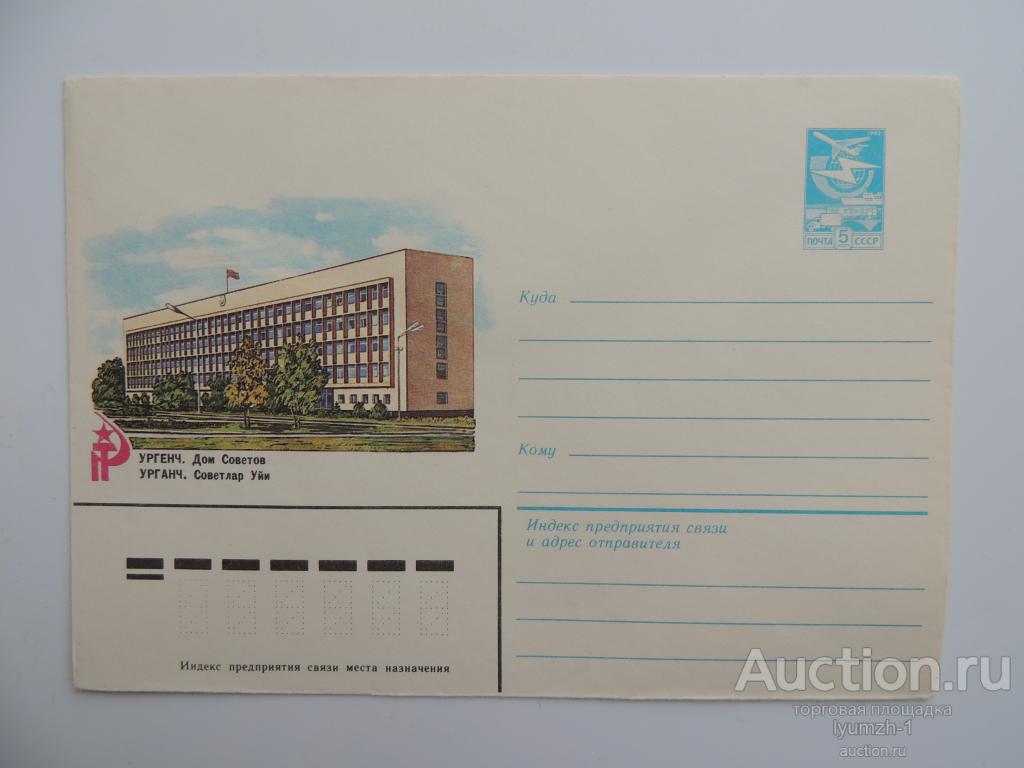 1982
ПОЧТА 5 СССР
Куда
Кому
УРГЕНЧ. Дом Советов
УРГАНЧ. Советлар Уйи
Индекс предприятия связи
и адрес отправителя
Индекс предприятия связи места назначения
Auction.ru
торговая площадка
lyumzh-1
auction.ru